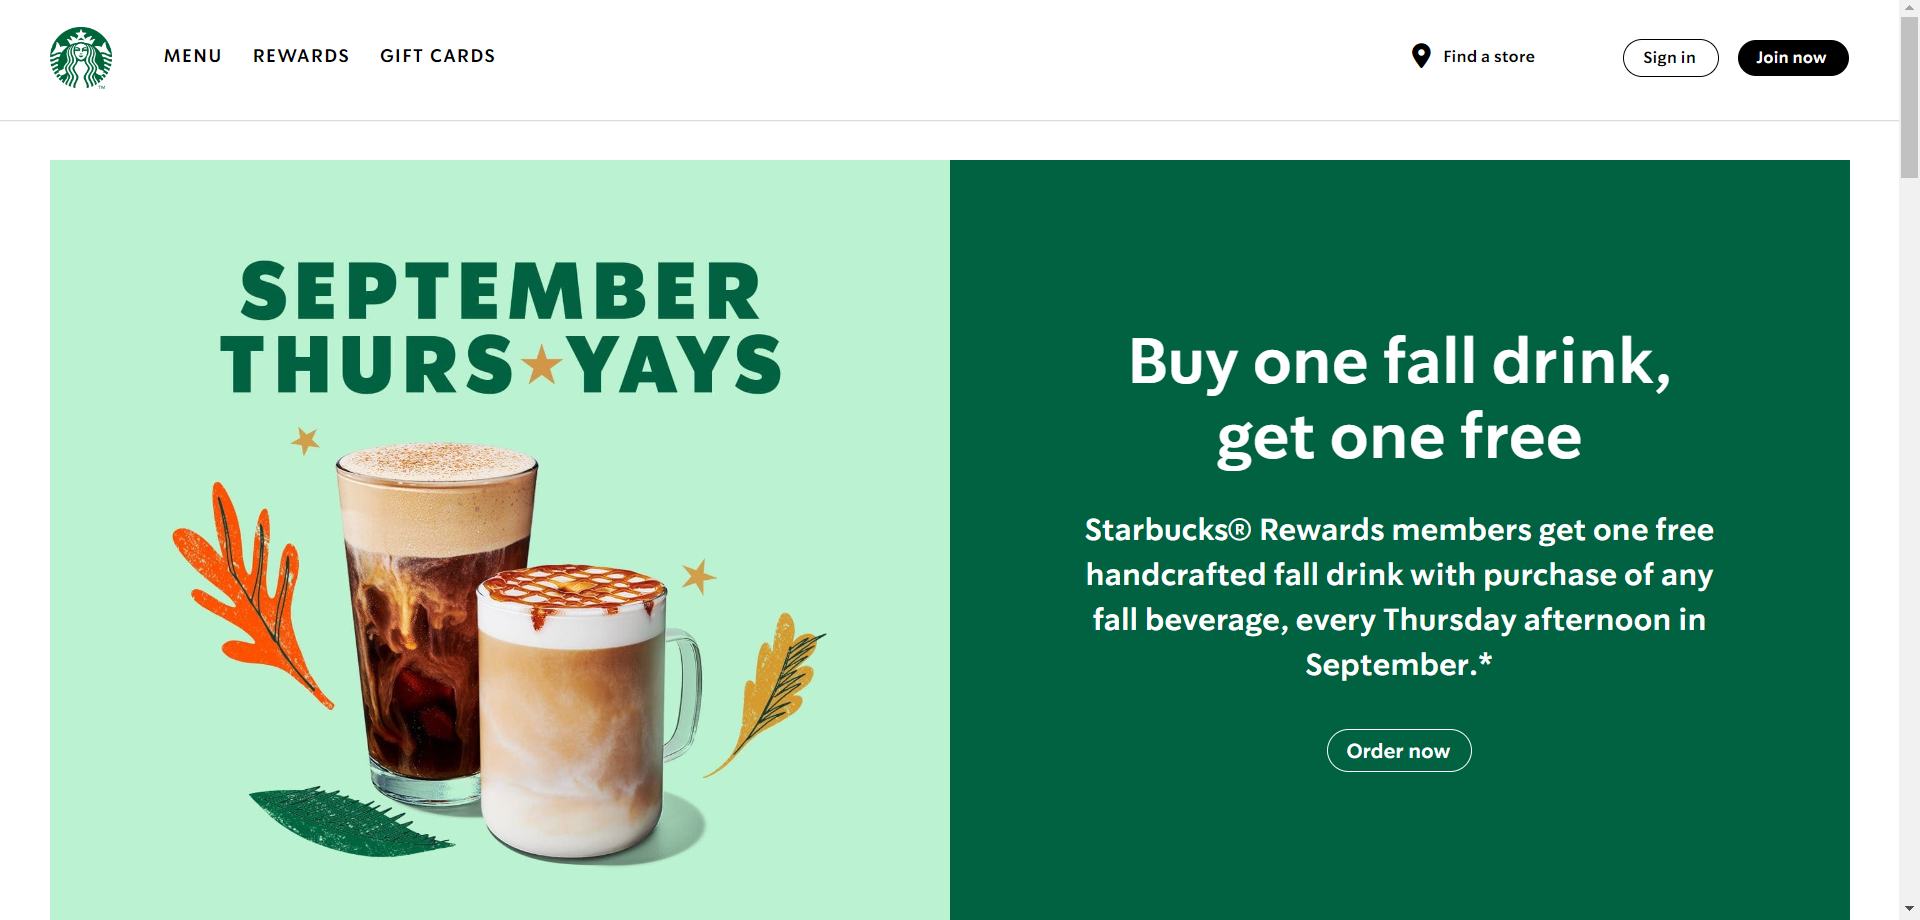 MENU
REWARDS
GIFT CARDS
Find a store
Sign in
Join now
TM
SEPTEMBER
THURS★YAYS
Buy one fall drink,
get one free
Starbucks® Rewards members get one free
handcrafted fall drink with purchase of any
fall beverage, every Thursday afternoon in
September.*
Order now